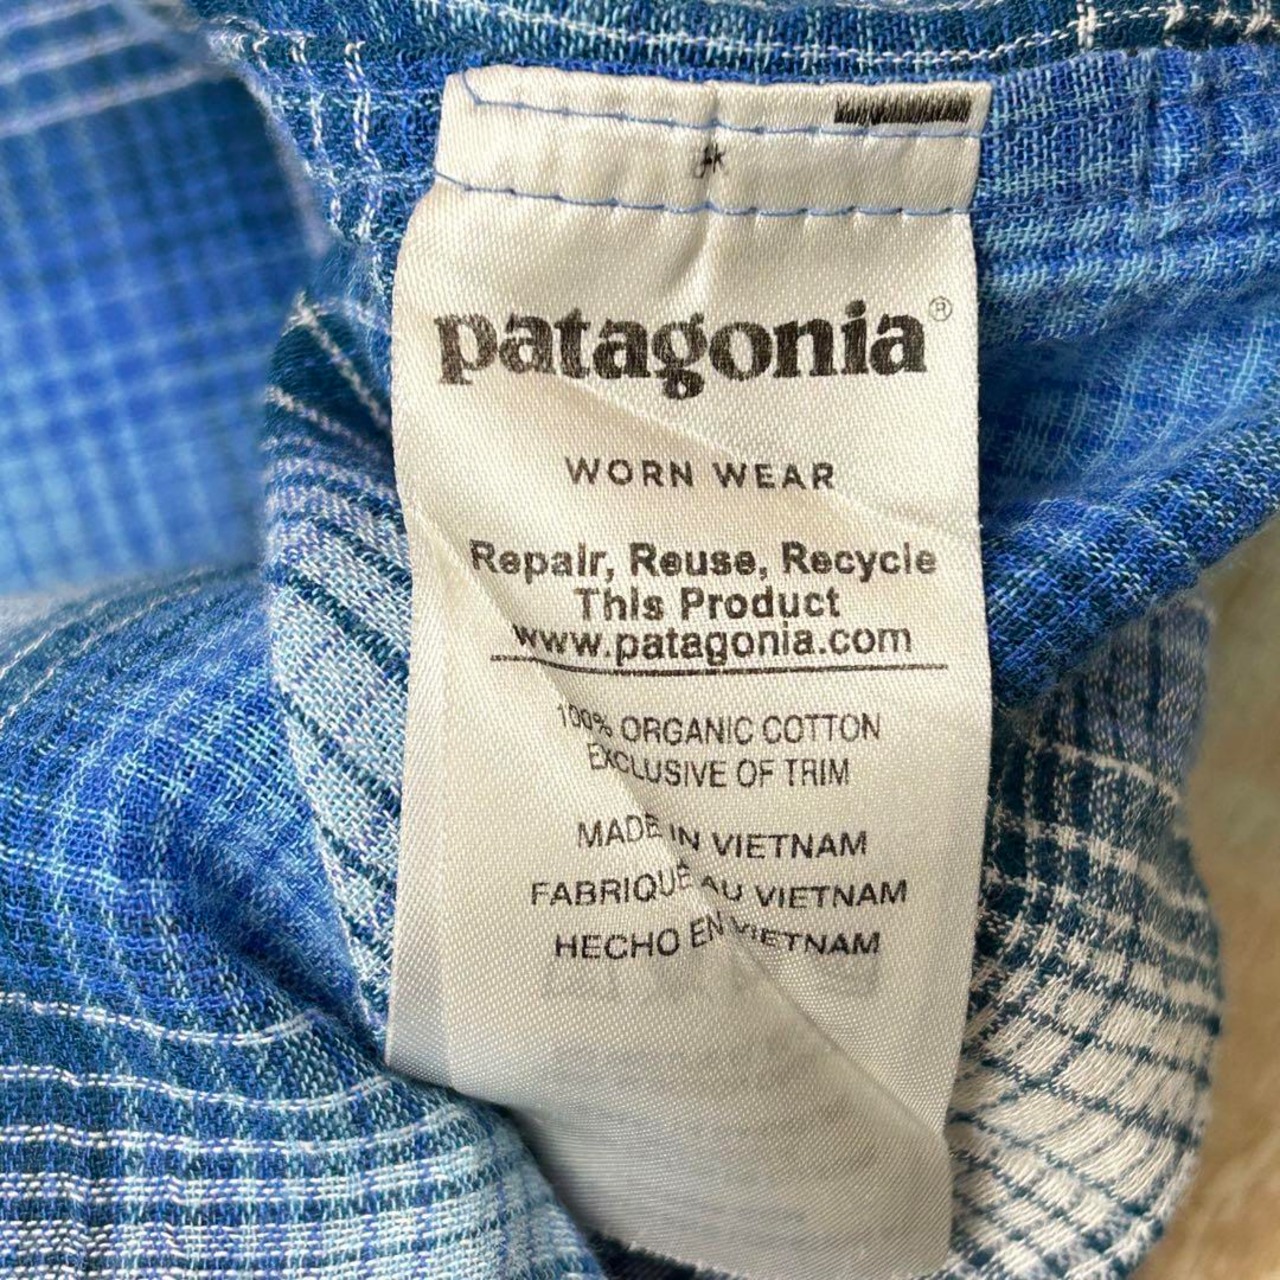 patagonia®
WORN WEAR
Repair, Reuse, Recycle
This Product
www.patagonia.com
100% ORGANIC COTTON
EXCLUSIVE OF TRIM
MADE IN VIETNAM
FABRIQUÉ AU VIETNAM
HECHO EN VIETNAM